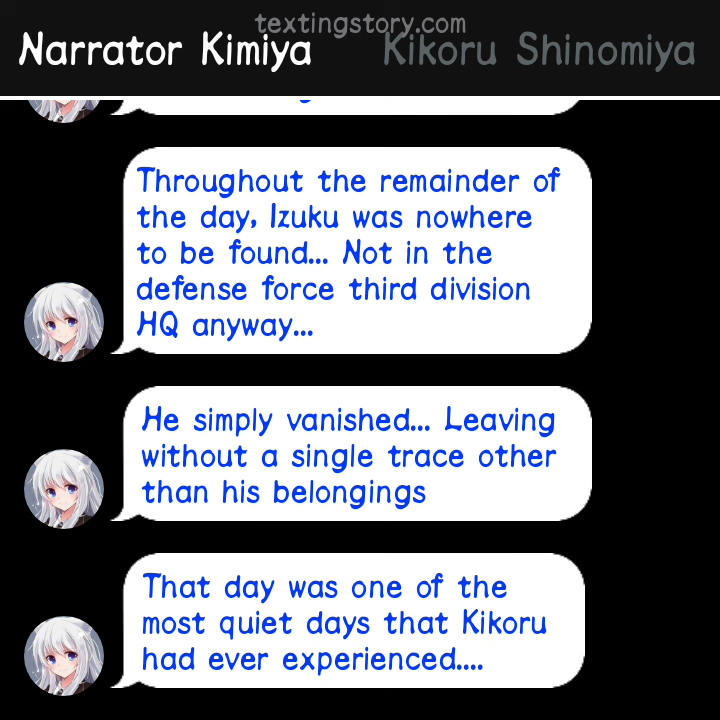 textingstory.com
Narrator Kimiya Kikoru Shinomiya
Throughout the remainder of
the day, Izuku was nowhere
to be found... Not in the
defense force third division
HQ anyway...
He simply vanished... Leaving
without a single trace other
than his belongings
That day was one of the
most quiet days that Kikoru
had ever experienced....